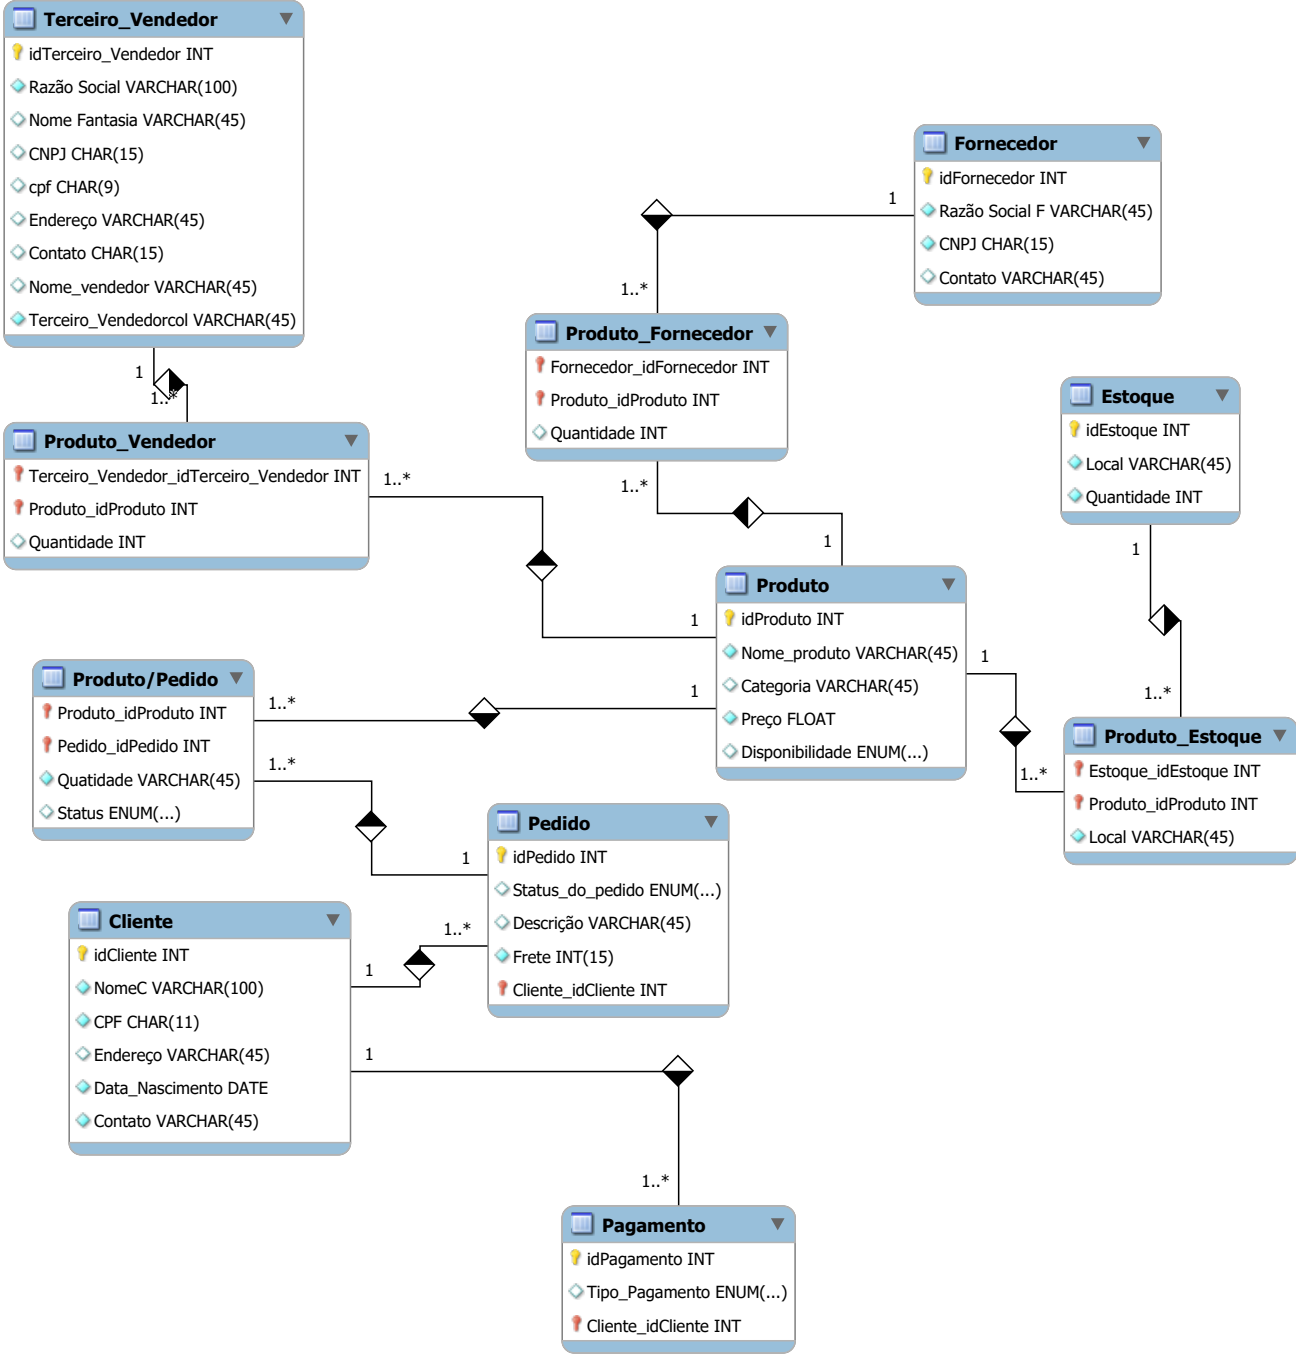 Terceiro_Vendedor
idTerceiro_Vendedor INT
Razão Social VARCHAR(100)
Nome Fantasia VARCHAR(45)
CNPJ CHAR(15)
cpf CHAR(9)
Endereço VARCHAR(45)
Contato CHAR(15)
Nome_vendedor VARCHAR(45)
Terceiro_Vendedorcol VARCHAR(45)
1
1..*
Produto_Vendedor
Terceiro_Vendedor_idTerceiro_Vendedor INT
Produto_idProduto INT
Quantidade INT
1..*
1
Fornecedor
idFornecedor INT
Razão Social F VARCHAR(45)
CNPJ CHAR(15)
Contato VARCHAR(45)
1
1..*
Produto_Fornecedor
Fornecedor_idFornecedor INT
Produto_idProduto INT
Quantidade INT
1..*
1
Estoque
idEstoque INT
Local VARCHAR(45)
Quantidade INT
1
1..*
Produto
idProduto INT
Nome_produto VARCHAR(45)
Categoria VARCHAR(45)
Preço FLOAT
Disponibilidade ENUM(...)
1
1..*
Produto_Estoque
Estoque_idEstoque INT
Produto_idProduto INT
Local VARCHAR(45)
Produto/Pedido
Produto_idProduto INT
Pedido_idPedido INT
Quatidade VARCHAR(45)
Status ENUM(...)
1..*
1
1..*
1
Pedido
idPedido INT
Status_do_pedido ENUM(...)
Descrição VARCHAR(45)
Frete INT(15)
Cliente_idCliente INT
1..*
1
Cliente
idCliente INT
NomeC VARCHAR(100)
CPF CHAR(11)
Endereço VARCHAR(45)
Data_Nascimento DATE
Contato VARCHAR(45)
1
1..*
Pagamento
idPagamento INT
Tipo_Pagamento ENUM(...)
Cliente_idCliente INT